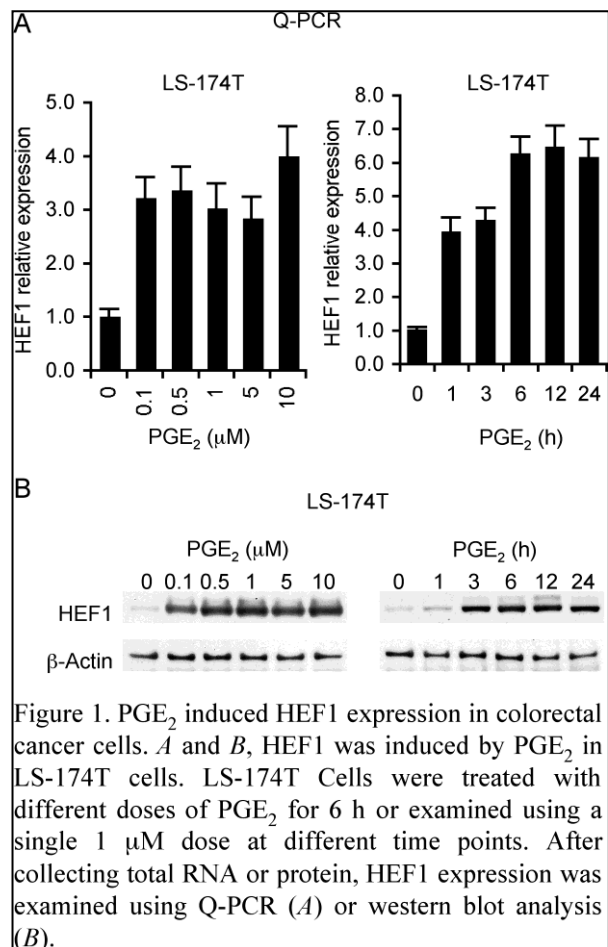 A
Q-PCR
LS-174T
HEF1 relative expression
5.0
4.0
3.0
2.0
1.0
0.0
0 0.1 0.5 1 5 10
PGE₂ (μM)
LS-174T
HEF1 relative expression
8.0
7.0
6.0
5.0
4.0
3.0
2.0
1.0
0.0
0 1 3 6 12 24
PGE₂ (h)
B
LS-174T
PGE₂ (μM)
0 0.1 0.5 1 5 10
PGE₂ (h)
0 1 3 6 12 24
HEF1
β-Actin
Figure 1. PGE₂ induced HEF1 expression in colorectal
cancer cells. A and B, HEF1 was induced by PGE₂ in
LS-174T cells. LS-174T Cells were treated with
different doses of PGE₂ for 6 h or examined using a
single 1 μM dose at different time points. After
collecting total RNA or protein, HEF1 expression was
examined using Q-PCR (A) or western blot analysis
(B).